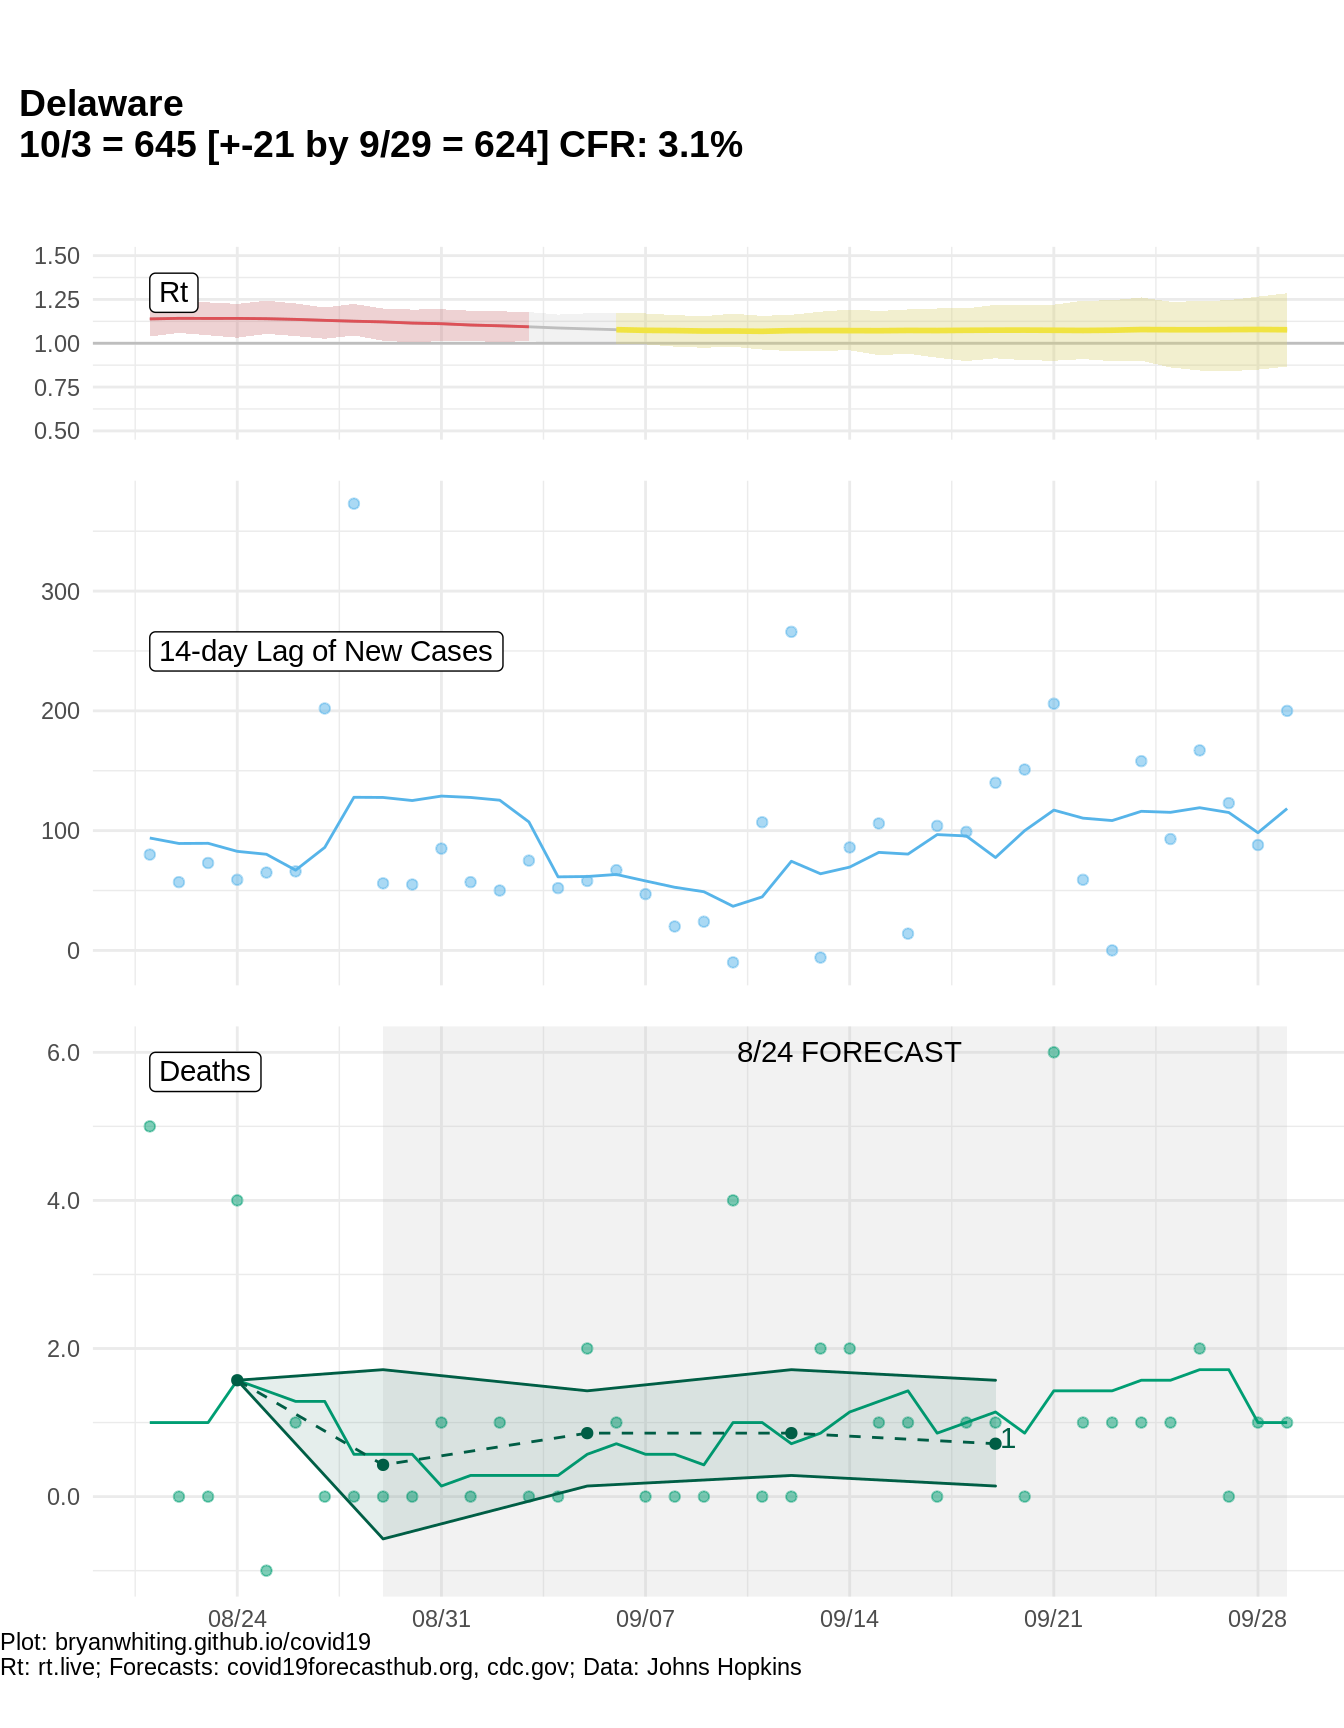 Delaware
10/3 = 645 [+-21 by 9/29 = 624] CFR: 3.1%
1.50
Rt
1.25
1.00
0.75
0.50
300
14-day Lag of New Cases
200
100
0
6.0
8/24 FORECAST
Deaths
4.0
2.0
1
0.0
08/24 08/31 09/07 09/14 09/21 09/28
Plot: bryanwhiting.github.io/covid19
Rt: rt.live; Forecasts: covid19forecasthub.org, cdc.gov; Data: Johns Hopkins